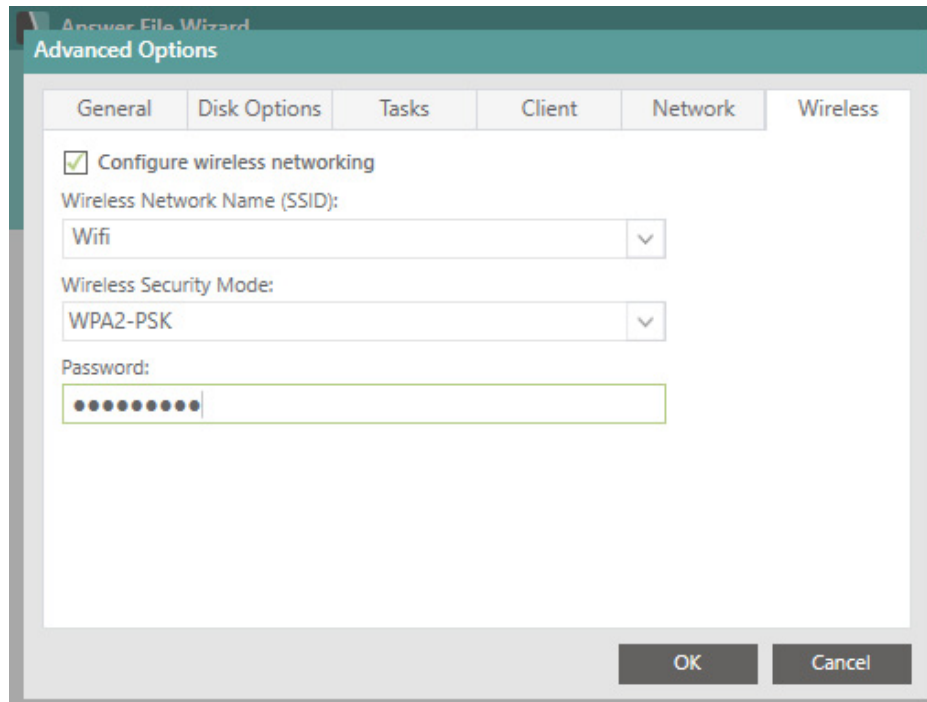 Answer File Wizard
Advanced Options
General Disk Options Tasks Client Network Wireless
Configure wireless networking
Wireless Network Name (SSID):
Wifi
Wireless Security Mode:
WPA2-PSK
Password:
●●●●●●●●●
OK Cancel